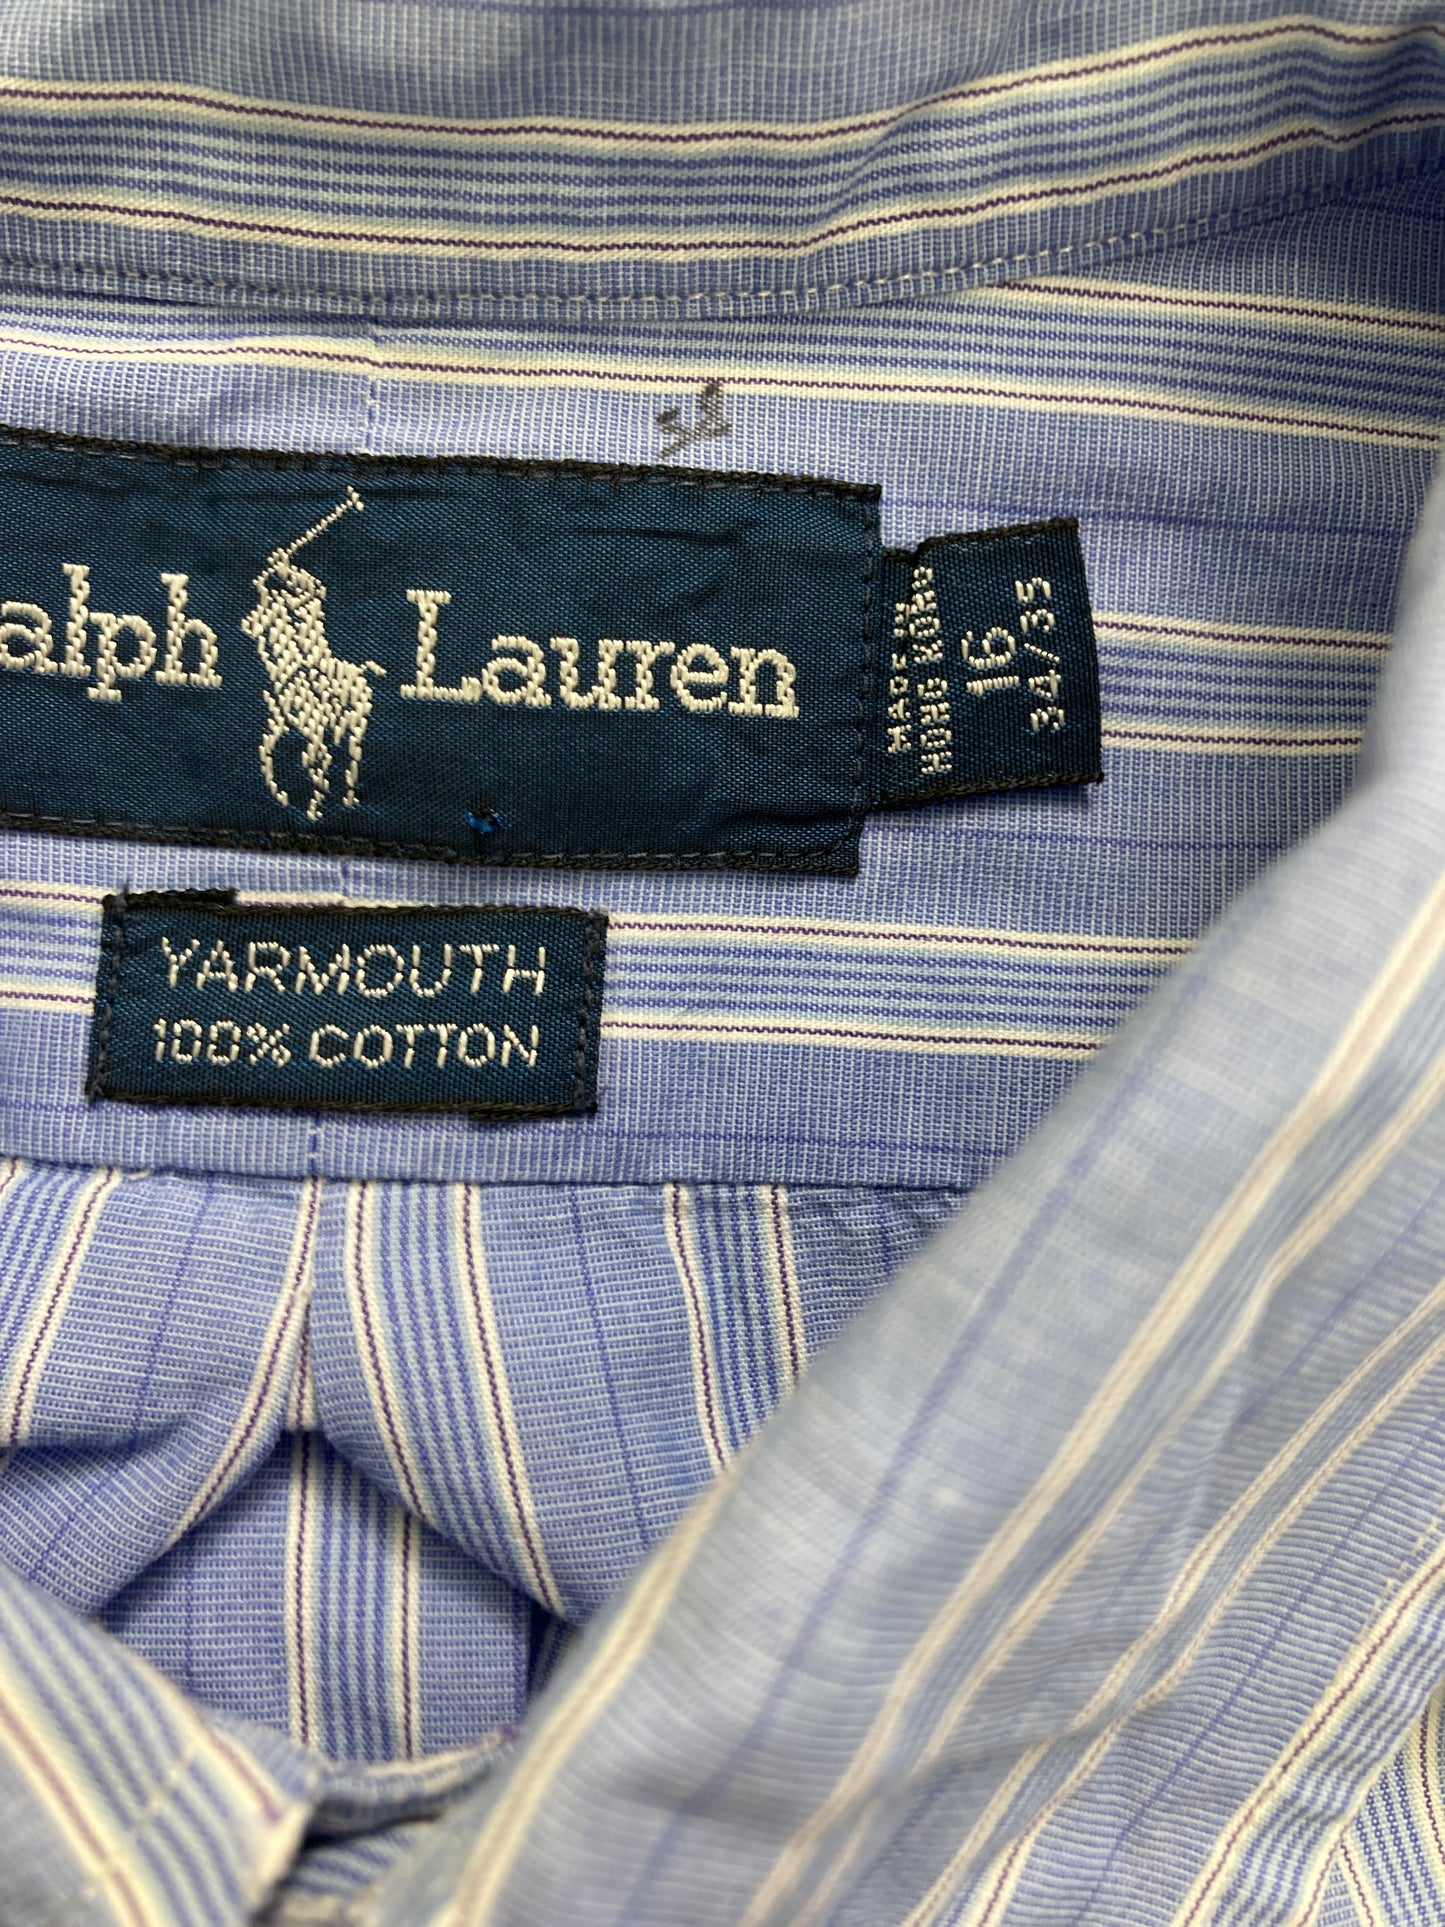 alph Lauren
MADE IN
HONG KONG
16
34/35
YARMOUTH
100% COTTON